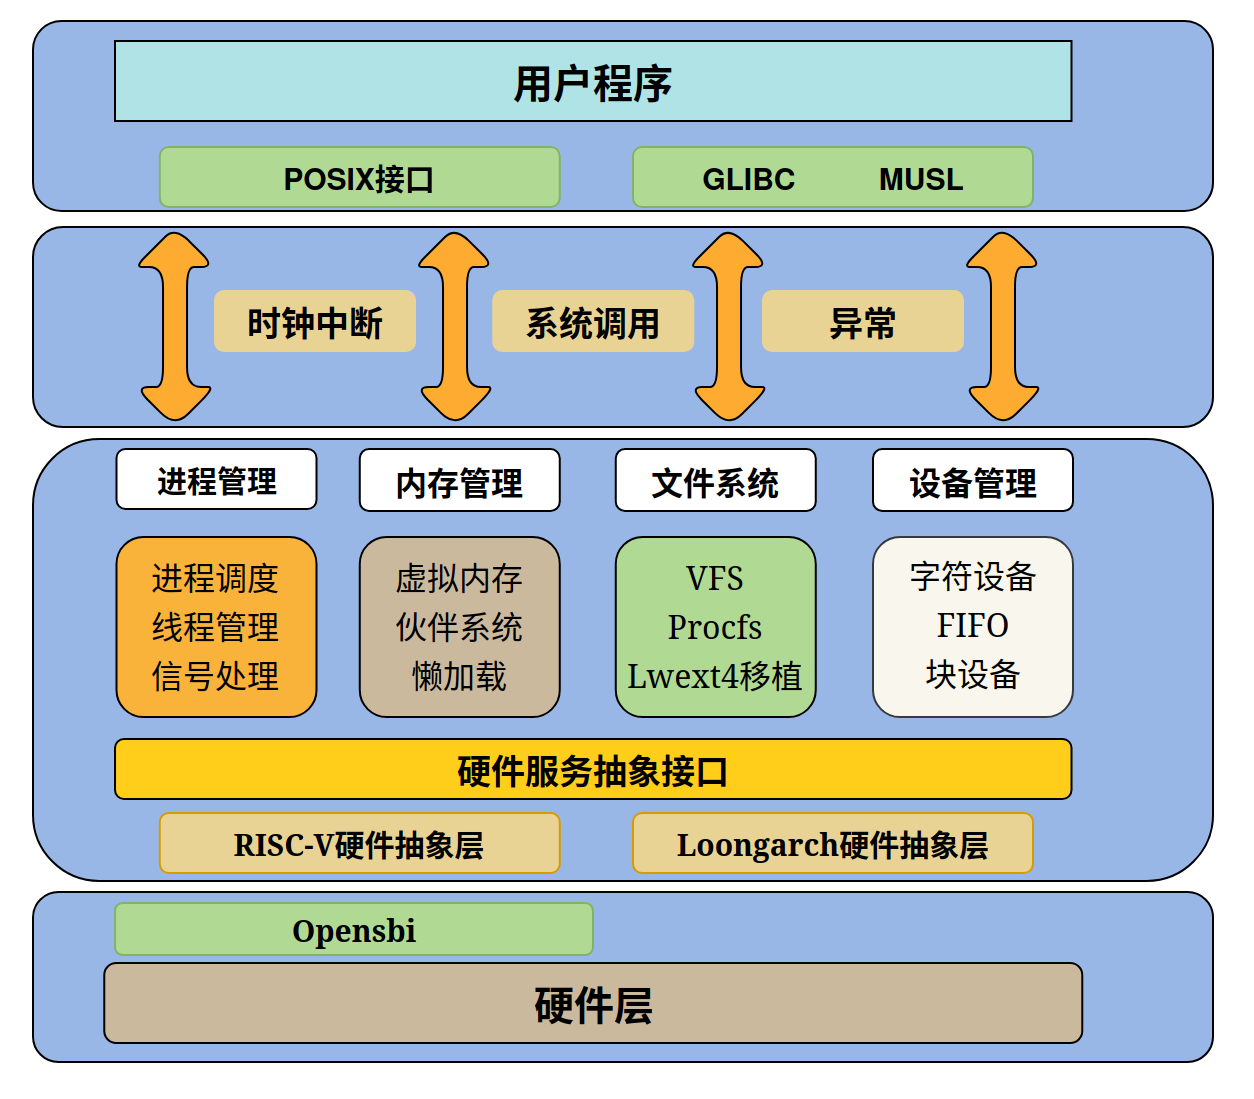 用户程序
POSIX接口
GLIBC MUSL
时钟中断
系统调用
异常
进程管理
内存管理
文件系统
设备管理
进程调度
线程管理
信号处理
虚拟内存
伙伴系统
懒加载
VFS
Procfs
Lwext4移植
字符设备
FIFO
块设备
硬件服务抽象接口
RISC-V硬件抽象层
Loongarch硬件抽象层
Opensbi
硬件层